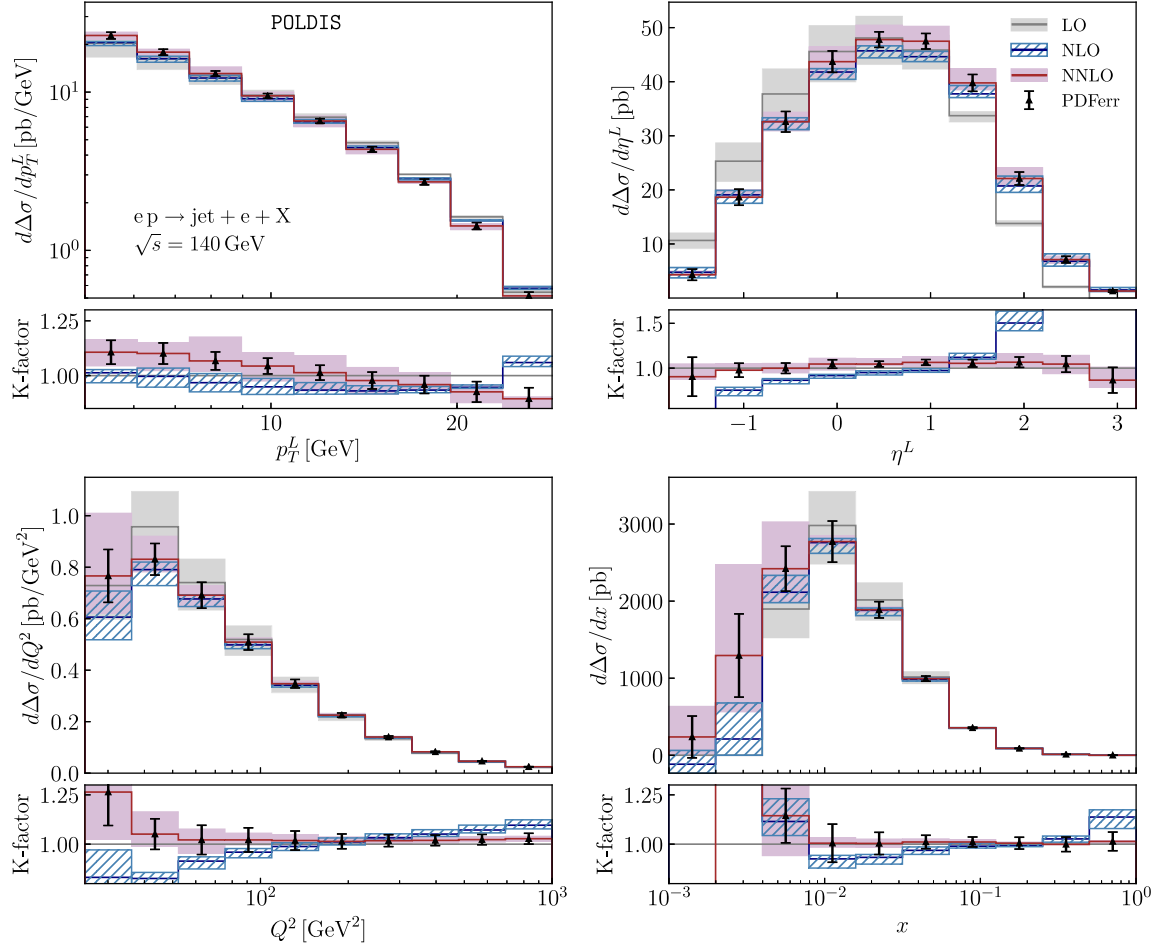 POLDIS
dΔσ/dp_T^L [pb/GeV]
10^1
10^0
e p → jet + e + X
√s = 140 GeV
K-factor
1.25
1.00
10
20
p_T^L [GeV]
dΔσ/dη^L [pb]
50
40
30
20
10
LO
NLO
NNLO
PDFerr
K-factor
1.5
1.0
−1
0
1
2
3
η^L
dΔσ/dQ^2 [pb/GeV^2]
1.0
0.8
0.6
0.4
0.2
0.0
K-factor
1.25
1.00
10^2
10^3
Q^2 [GeV^2]
dΔσ/dx [pb]
3000
2000
1000
0
K-factor
1.25
1.00
10^−3
10^−2
10^−1
10^0
x